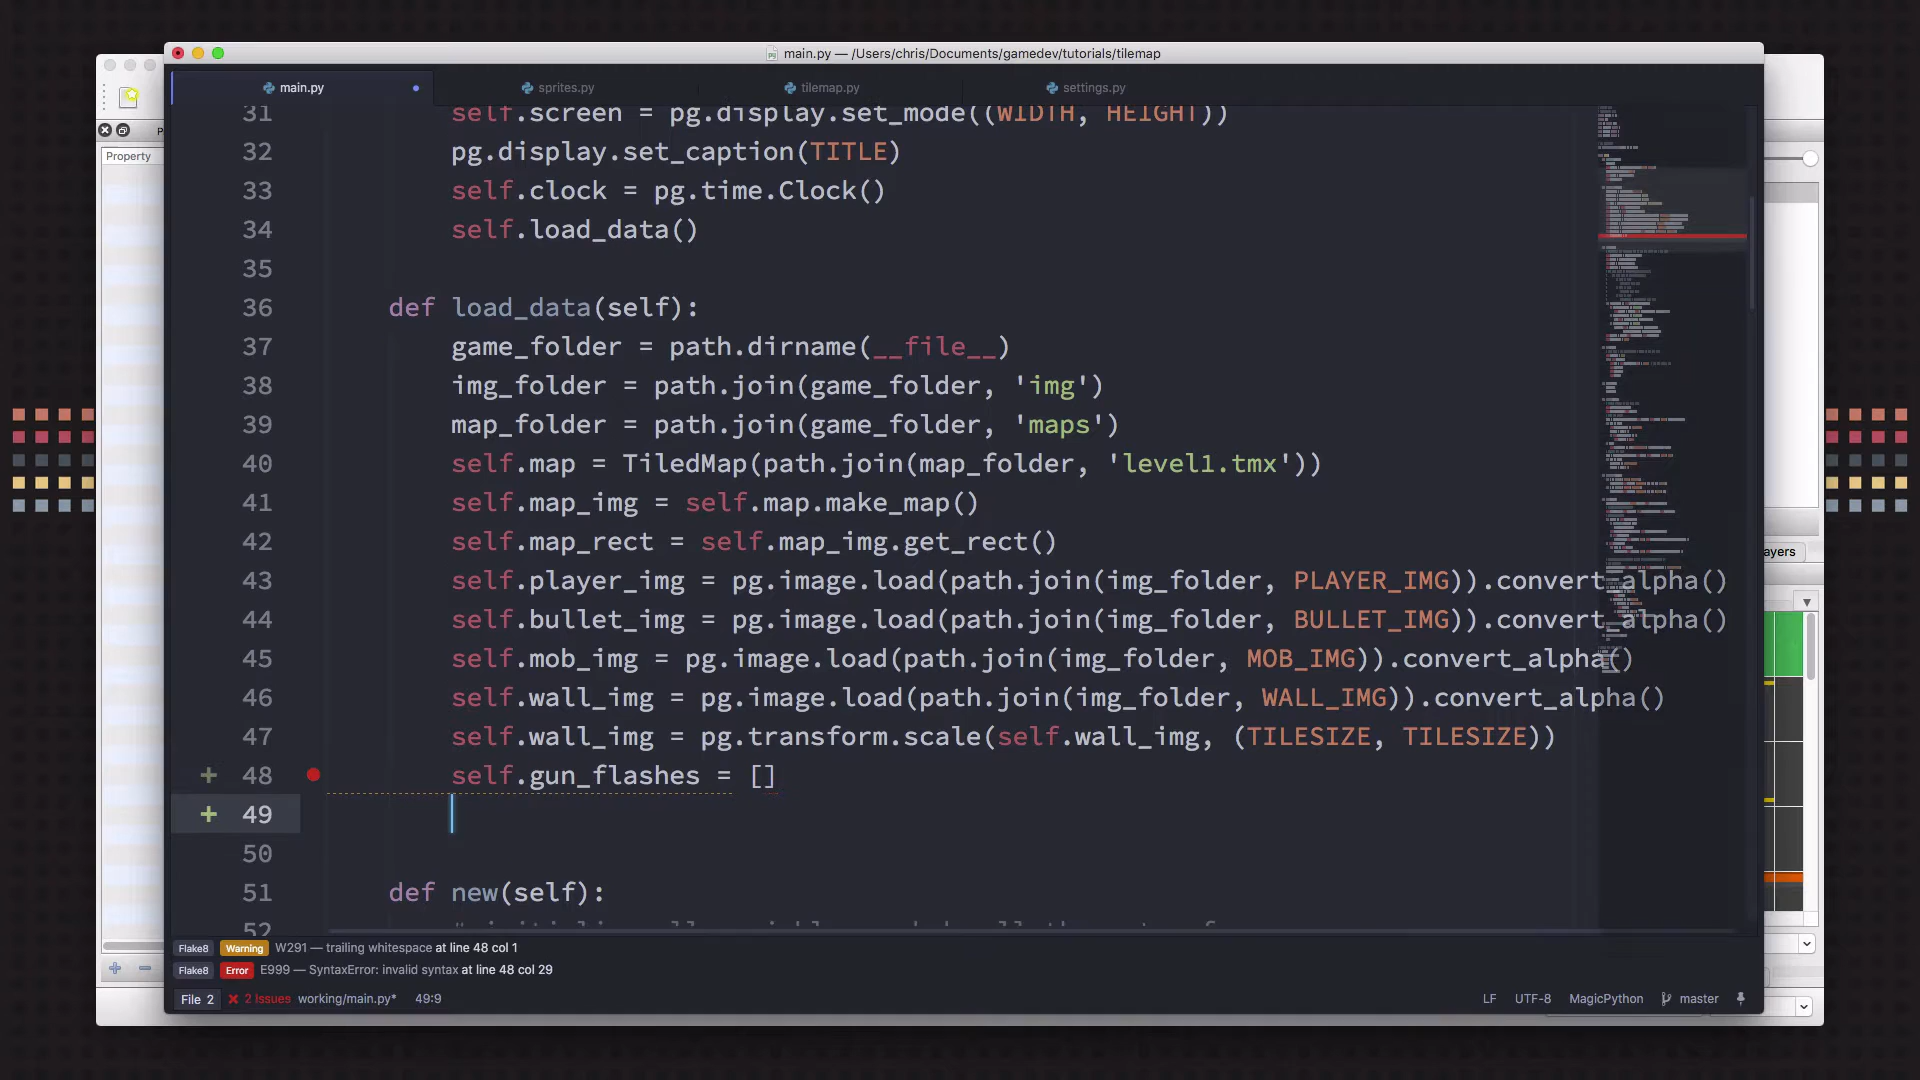 main.py — /Users/chris/Documents/gamedev/tutorials/tilemap
main.py
sprites.py
tilemap.py
settings.py
Property
31 self.screen = pg.display.set_mode((WIDTH, HEIGHT))
32 pg.display.set_caption(TITLE)
33 self.clock = pg.time.Clock()
34 self.load_data()
35
36 def load_data(self):
37 game_folder = path.dirname(__file__)
38 img_folder = path.join(game_folder, 'img')
39 map_folder = path.join(game_folder, 'maps')
40 self.map = TiledMap(path.join(map_folder, 'level1.tmx'))
41 self.map_img = self.map.make_map()
42 self.map_rect = self.map_img.get_rect()
43 self.player_img = pg.image.load(path.join(img_folder, PLAYER_IMG)).convert_alpha()
44 self.bullet_img = pg.image.load(path.join(img_folder, BULLET_IMG)).convert_alpha()
45 self.mob_img = pg.image.load(path.join(img_folder, MOB_IMG)).convert_alpha()
46 self.wall_img = pg.image.load(path.join(img_folder, WALL_IMG)).convert_alpha()
47 self.wall_img = pg.transform.scale(self.wall_img, (TILESIZE, TILESIZE))
+ 48 self.gun_flashes = []
+ 49
50
51 def new(self):
52
ayers
Flake8 Warning W291 — trailing whitespace at line 48 col 1
Flake8 Error E999 — SyntaxError: invalid syntax at line 48 col 29
File 2 2 Issues working/main.py* 49:9 LF UTF-8 MagicPython master